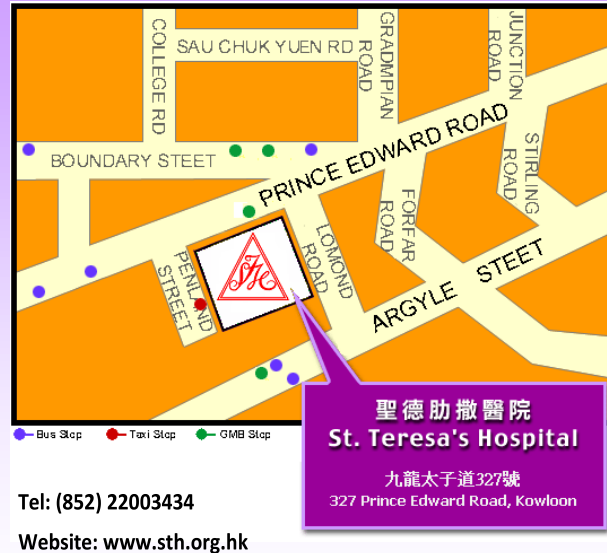 COLLEGE RD
SAU CHUK YUEN RD
GRADMPIAN
ROAD
JUNCTION
ROAD
STIRLING
ROAD
BOUNDARY STEET
PRINCE EDWARD ROAD
FORFAR
ROAD
LOMOND
ROAD
PENLAND
STREET
STH
ARGYLE STEET
Bus Stop
Taxi Stop
GMB Stop
聖德肋撒醫院
St. Teresa's Hospital
九龍太子道327號
327 Prince Edward Road, Kowloon
Tel: (852) 22003434
Website: www.sth.org.hk